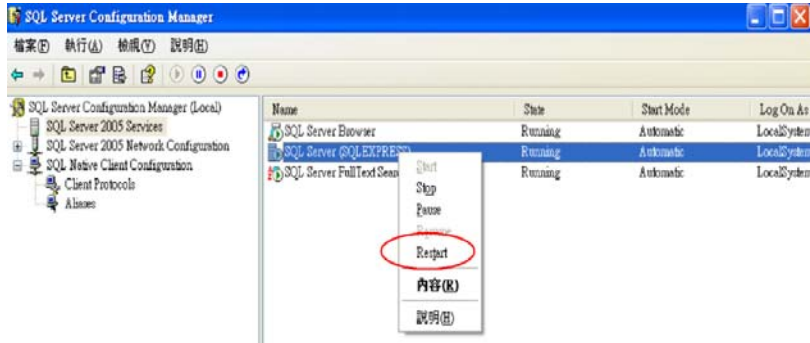 SQL Server Configuration Manager
檔案(F) 執行(A) 檢視(V) 說明(H)
SQL Server Configuration Manager (Local)
SQL Server 2005 Services
SQL Server 2005 Network Configuration
SQL Native Client Configuration
Client Protocols
Aliases
Name State Start Mode Log On As
SQL Server Browser Running Automatic LocalSystem
SQL Server (SQLEXPRESS) Running Automatic LocalSystem
SQL Server FullText Sear Running Automatic LocalSystem
Start
Stop
Pause
Resume
Restart
內容(R)
說明(H)